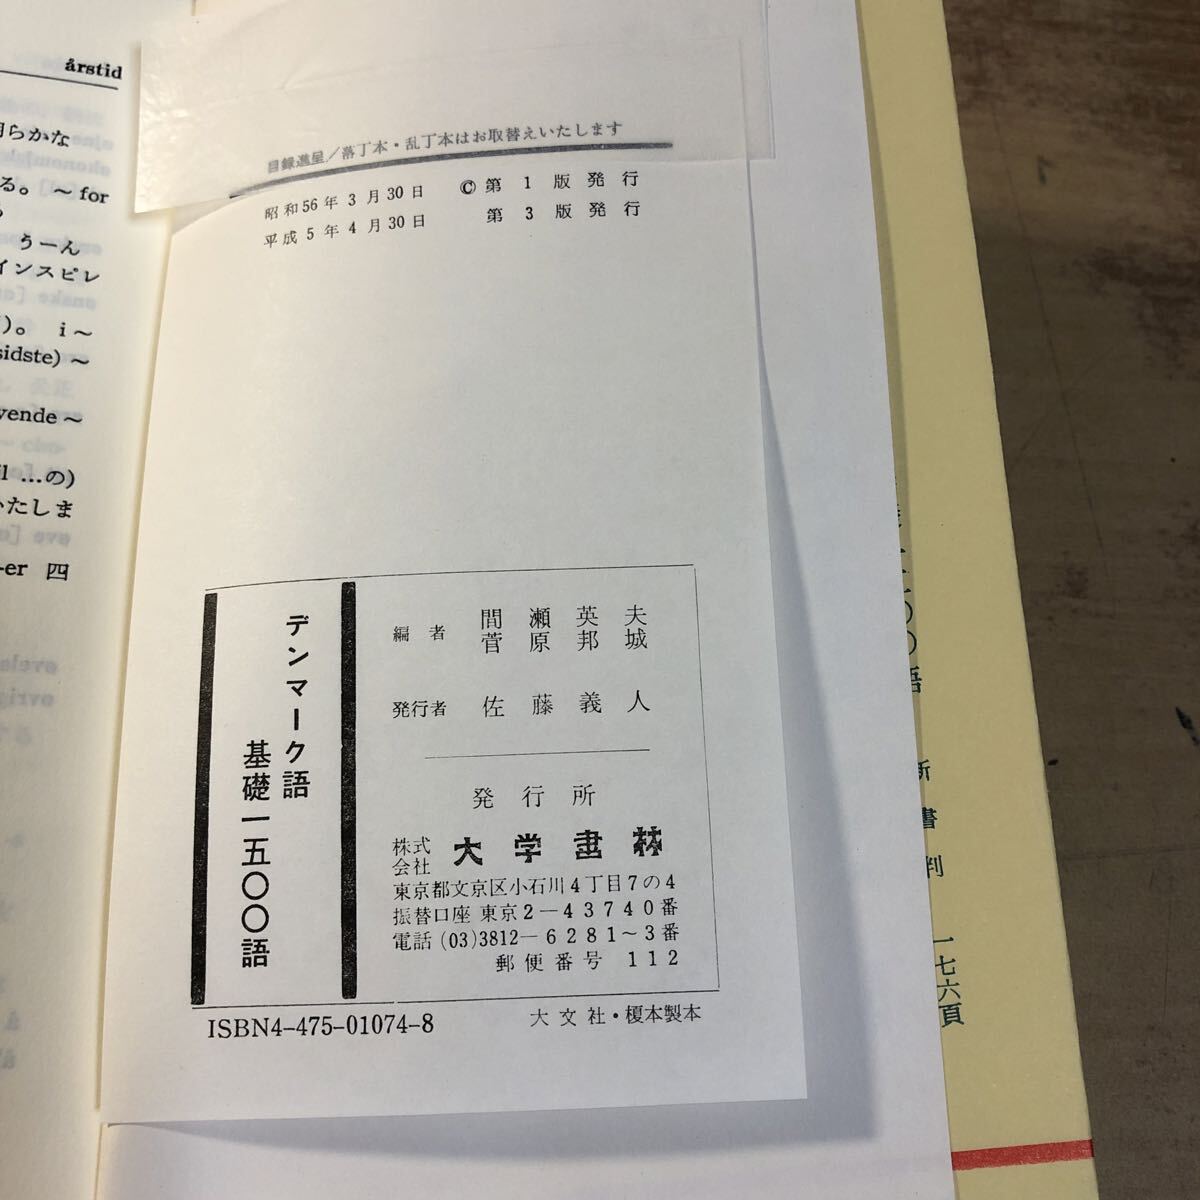 årstid
らかな
る。～for
うーん
インスピレ
)。 i～
sidste)～
vende～
...の)
いたしま
-er 四
目録進呈／落丁本・乱丁本はお取替えいたします
昭和56年3月30日 ©第1版発行
平成5年4月30日 第3版発行
デンマーク語
基礎一五〇〇語
編者 間瀬英夫
菅原邦城
発行者 佐藤義人
発行所
株式会社 大学書林
東京都文京区小石川4丁目7の4
振替口座 東京2－43740番
電話 (03)3812－6281～3番
郵便番号 112
ISBN4-475-01074-8
大文社・榎本製本
〇〇語
新書判
一七六頁